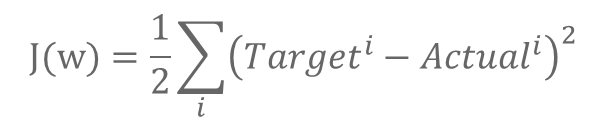 J(w) = 1/2 ∑_i (Target^i − Actual^i)^2